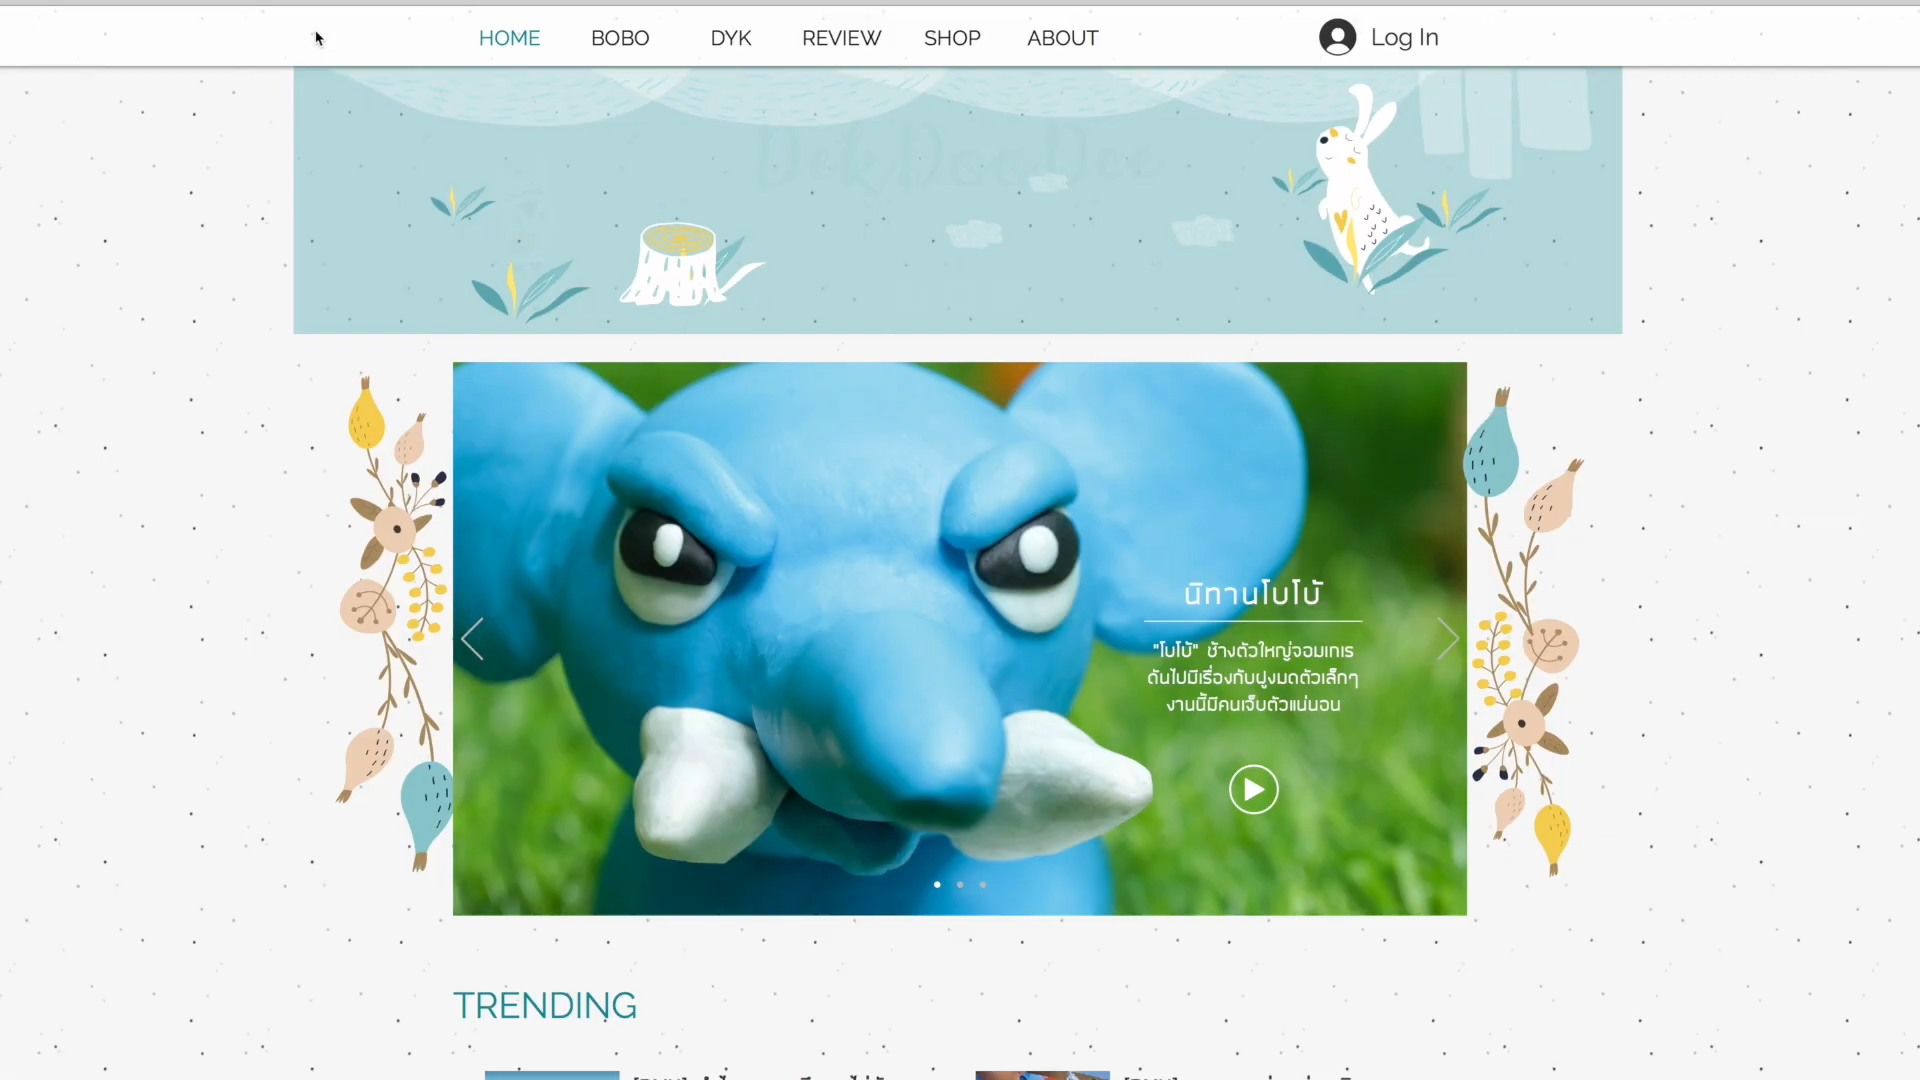 HOME BOBO DYK REVIEW SHOP ABOUT Log In
DekDooDee
นิทานโบโบ้
"โบโบ้" ช้างตัวใหญ่จอมเกเร
ดันไปมีเรื่องกับฝูงมดตัวเล็กๆ
งานนี้มีคนเจ็บตัวแน่นอน
TRENDING